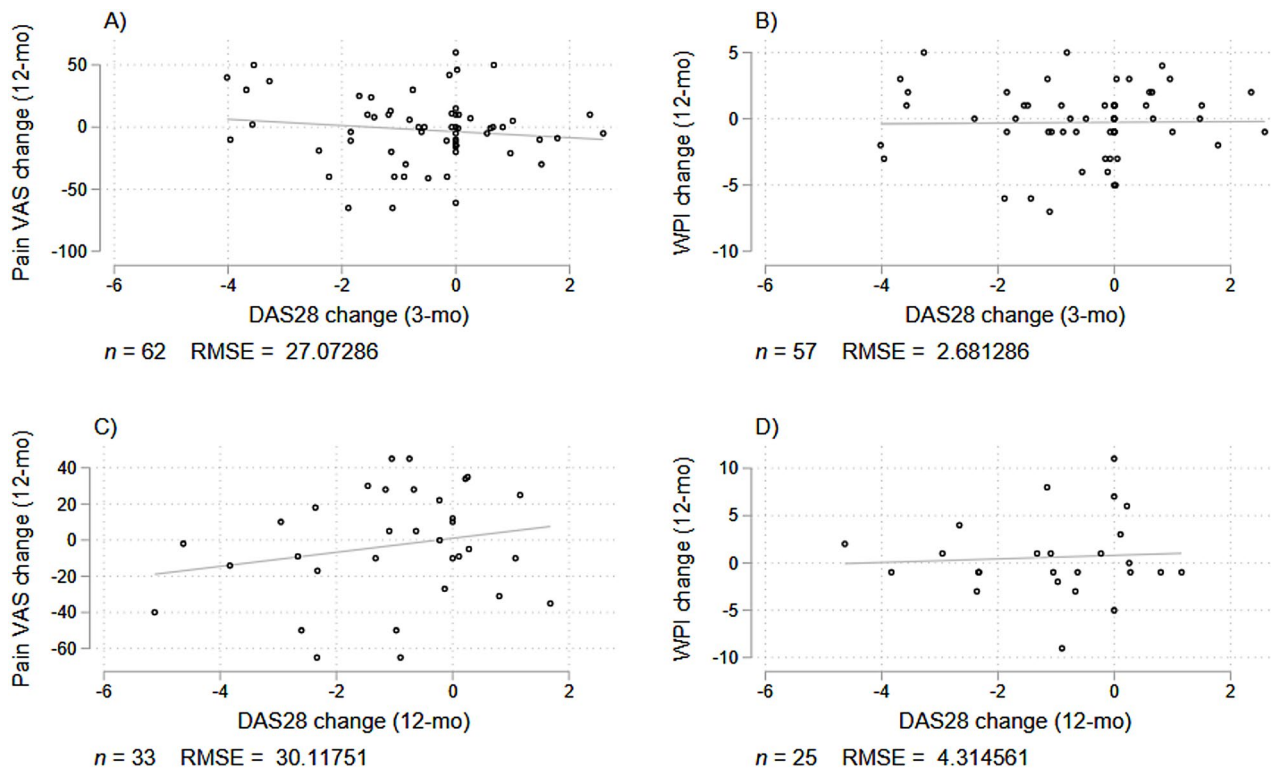 A)
Pain VAS change (12-mo)
50
0
-50
-100
-6 -4 -2 0 2
DAS28 change (3-mo)
n = 62 RMSE = 27.07286
B)
WPI change (12-mo)
5
0
-5
-10
-6 -4 -2 0 2
DAS28 change (3-mo)
n = 57 RMSE = 2.681286
C)
Pain VAS change (12-mo)
40
20
0
-20
-40
-60
-6 -4 -2 0 2
DAS28 change (12-mo)
n = 33 RMSE = 30.11751
D)
WPI change (12-mo)
10
5
0
-5
-10
-6 -4 -2 0 2
DAS28 change (12-mo)
n = 25 RMSE = 4.314561